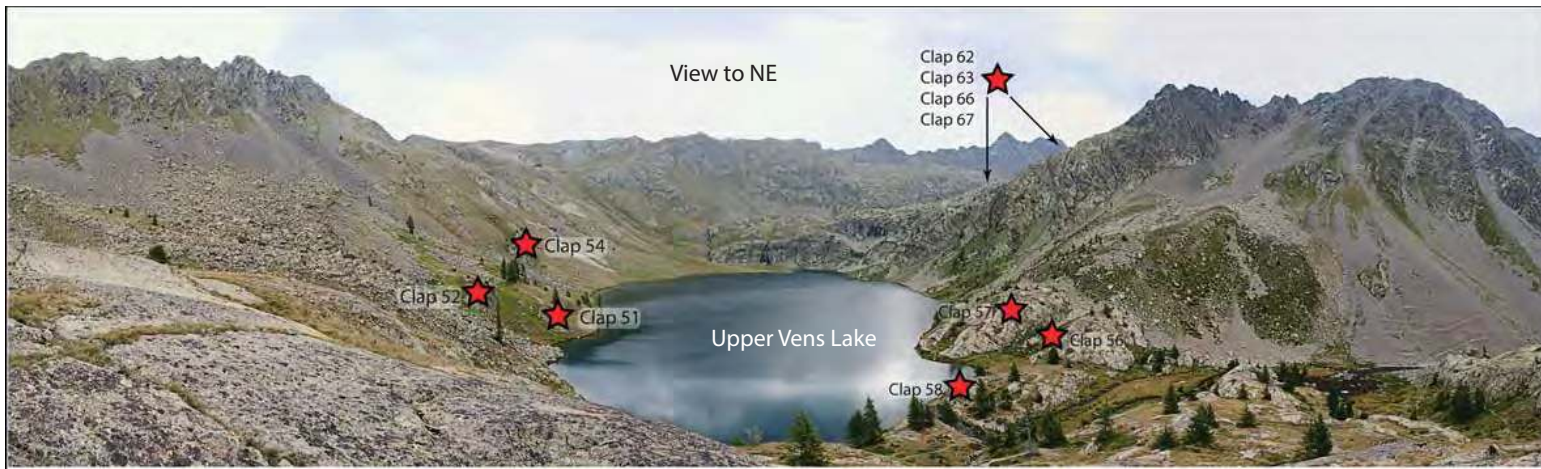 View to NE
Clap 62
Clap 63
Clap 66
Clap 67
Clap 54
Clap 52
Clap 51
Upper Vens Lake
Clap 57
Clap 56
Clap 58